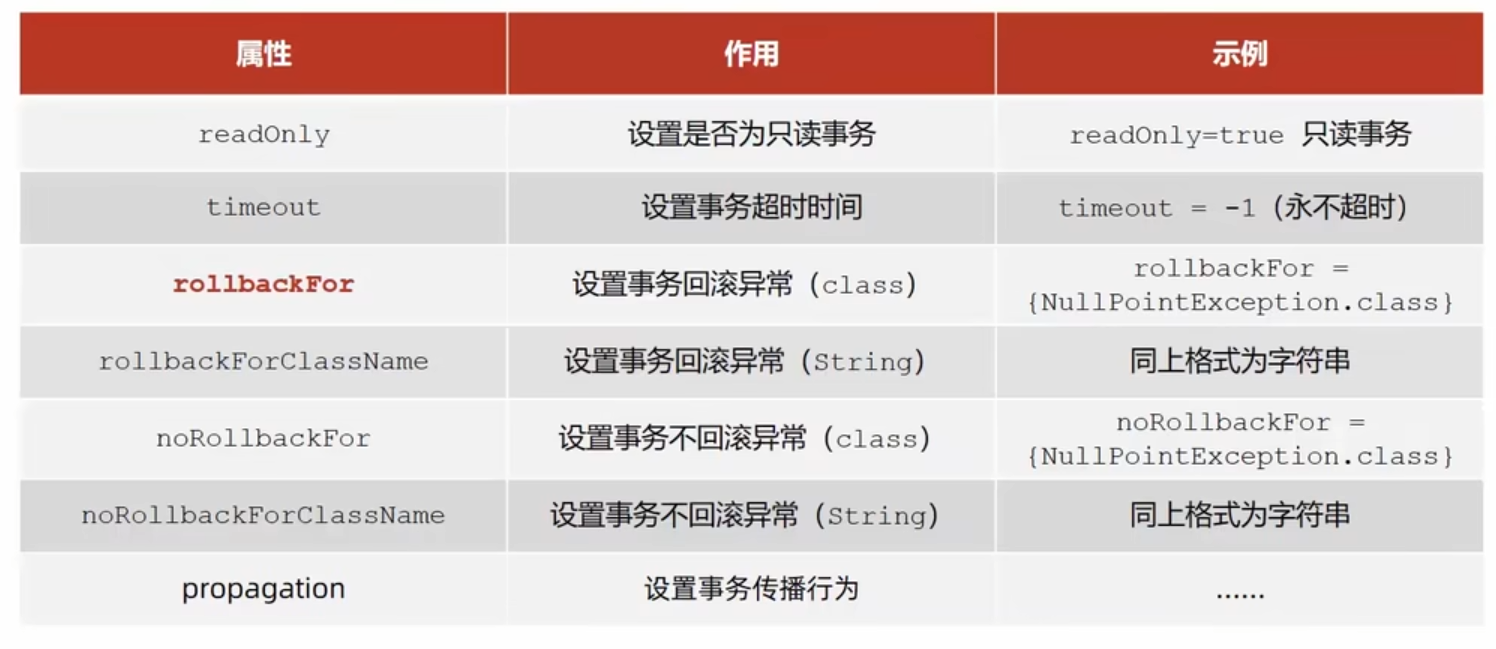 属性 作用 示例
readOnly 设置是否为只读事务 readOnly=true 只读事务
timeout 设置事务超时时间 timeout = -1（永不超时）
rollbackFor 设置事务回滚异常（class） rollbackFor =
{NullPointException.class}
rollbackForClassName 设置事务回滚异常（String） 同上格式为字符串
noRollbackFor 设置事务不回滚异常（class） noRollbackFor =
{NullPointException.class}
noRollbackForClassName 设置事务不回滚异常（String） 同上格式为字符串
propagation 设置事务传播行为 ……